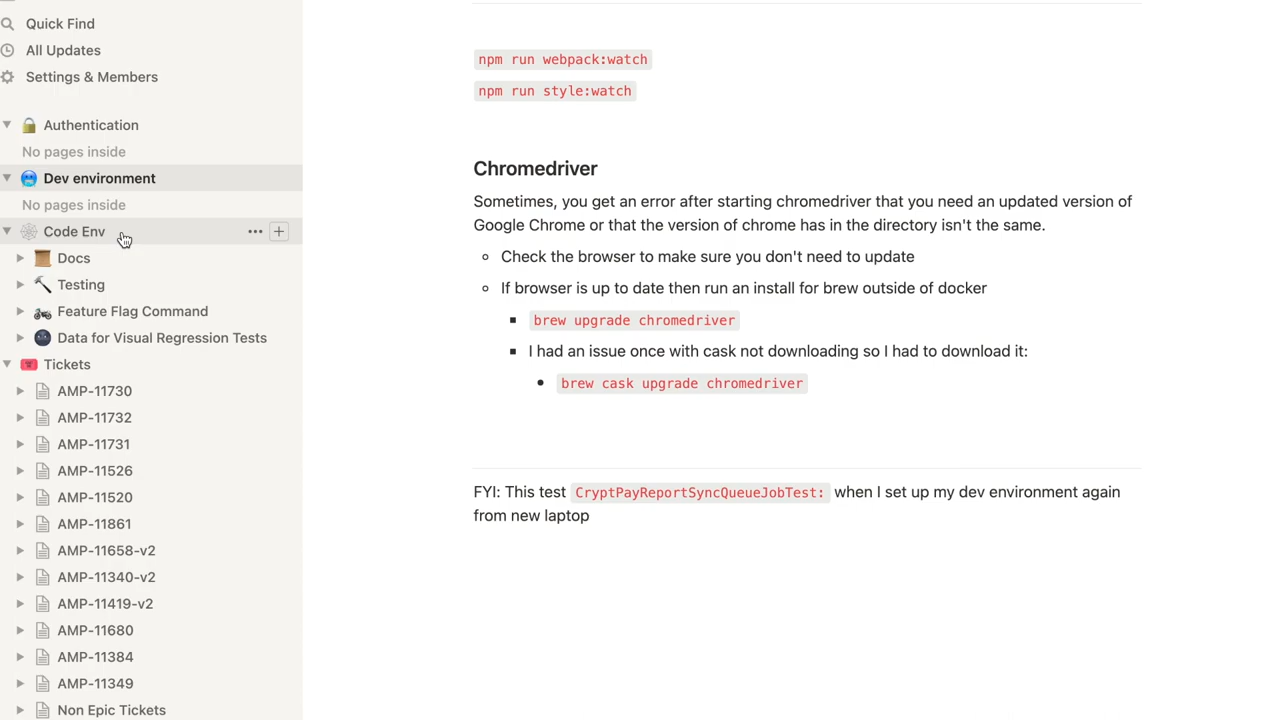 Quick Find
All Updates
Settings & Members
Authentication
No pages inside
Dev environment
No pages inside
Code Env
Docs
Testing
Feature Flag Command
Data for Visual Regression Tests
Tickets
AMP-11730
AMP-11732
AMP-11731
AMP-11526
AMP-11520
AMP-11861
AMP-11658-v2
AMP-11340-v2
AMP-11419-v2
AMP-11680
AMP-11384
AMP-11349
Non Epic Tickets
npm run webpack:watch
npm run style:watch
Chromedriver
Sometimes, you get an error after starting chromedriver that you need an updated version of
Google Chrome or that the version of chrome has in the directory isn't the same.
Check the browser to make sure you don't need to update
If browser is up to date then run an install for brew outside of docker
brew upgrade chromedriver
I had an issue once with cask not downloading so I had to download it:
brew cask upgrade chromedriver
FYI: This test CryptPayReportSyncQueueJobTest: when I set up my dev environment again
from new laptop